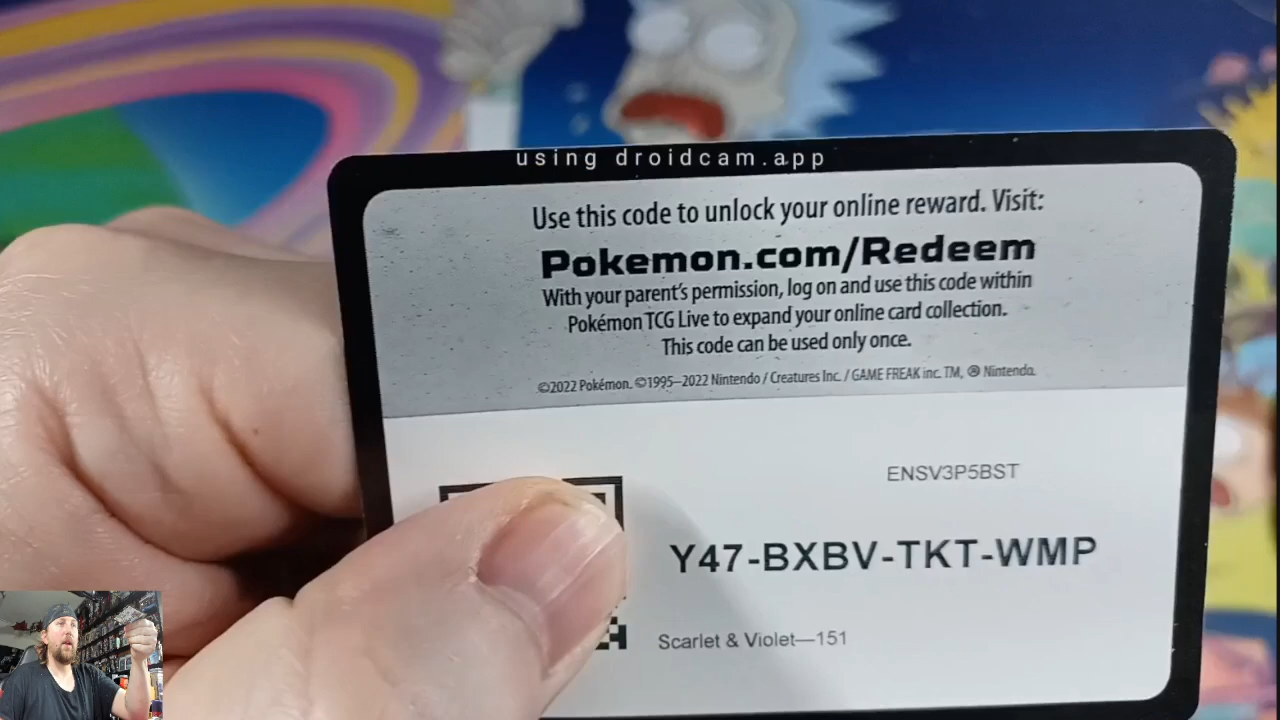 using droidcam.app
Use this code to unlock your online reward. Visit:
Pokemon.com/Redeem
With your parent's permission, log on and use this code within
Pokémon TCG Live to expand your online card collection.
This code can be used only once.
©2022 Pokémon. ©1995–2022 Nintendo / Creatures Inc. / GAME FREAK inc. TM, ® Nintendo.
ENSV3P5BST
Y47-BXBV-TKT-WMP
Scarlet & Violet—151